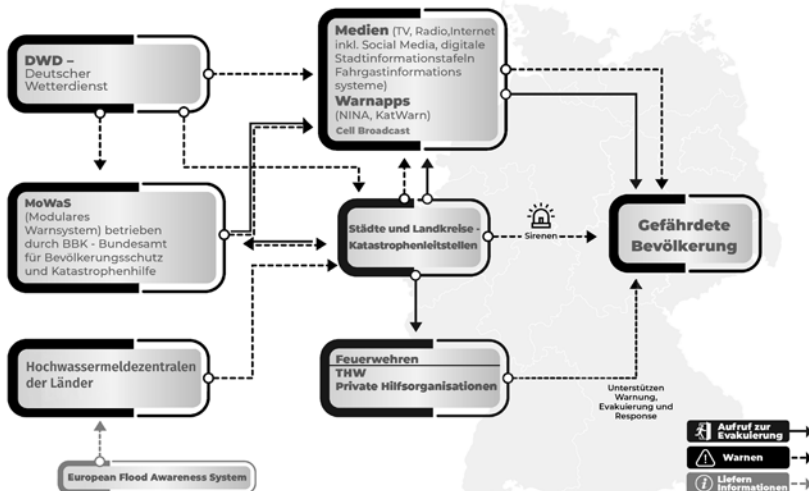 DWD –
Deutscher
Wetterdienst
Medien (TV, Radio,Internet
inkl. Social Media, digitale
Stadtinformationstafeln
Fahrgastinformations
systeme)
Warnapps
(NINA, KatWarn)
Cell Broadcast
MoWaS
(Modulares
Warnsystem) betrieben
durch BBK - Bundesamt
für Bevölkerungsschutz
und Katastrophenhilfe
Städte und Landkreise -
Katastrophenleitstellen
Sirenen
Gefährdete
Bevölkerung
Hochwassermeldezentralen
der Länder
Feuerwehren
THW
Private Hilfsorganisationen
Unterstützen
Warnung,
Evakuierung und
Response
European Flood Awareness System
Aufruf zur
Evakuierung
Warnen
Liefern
Informationen